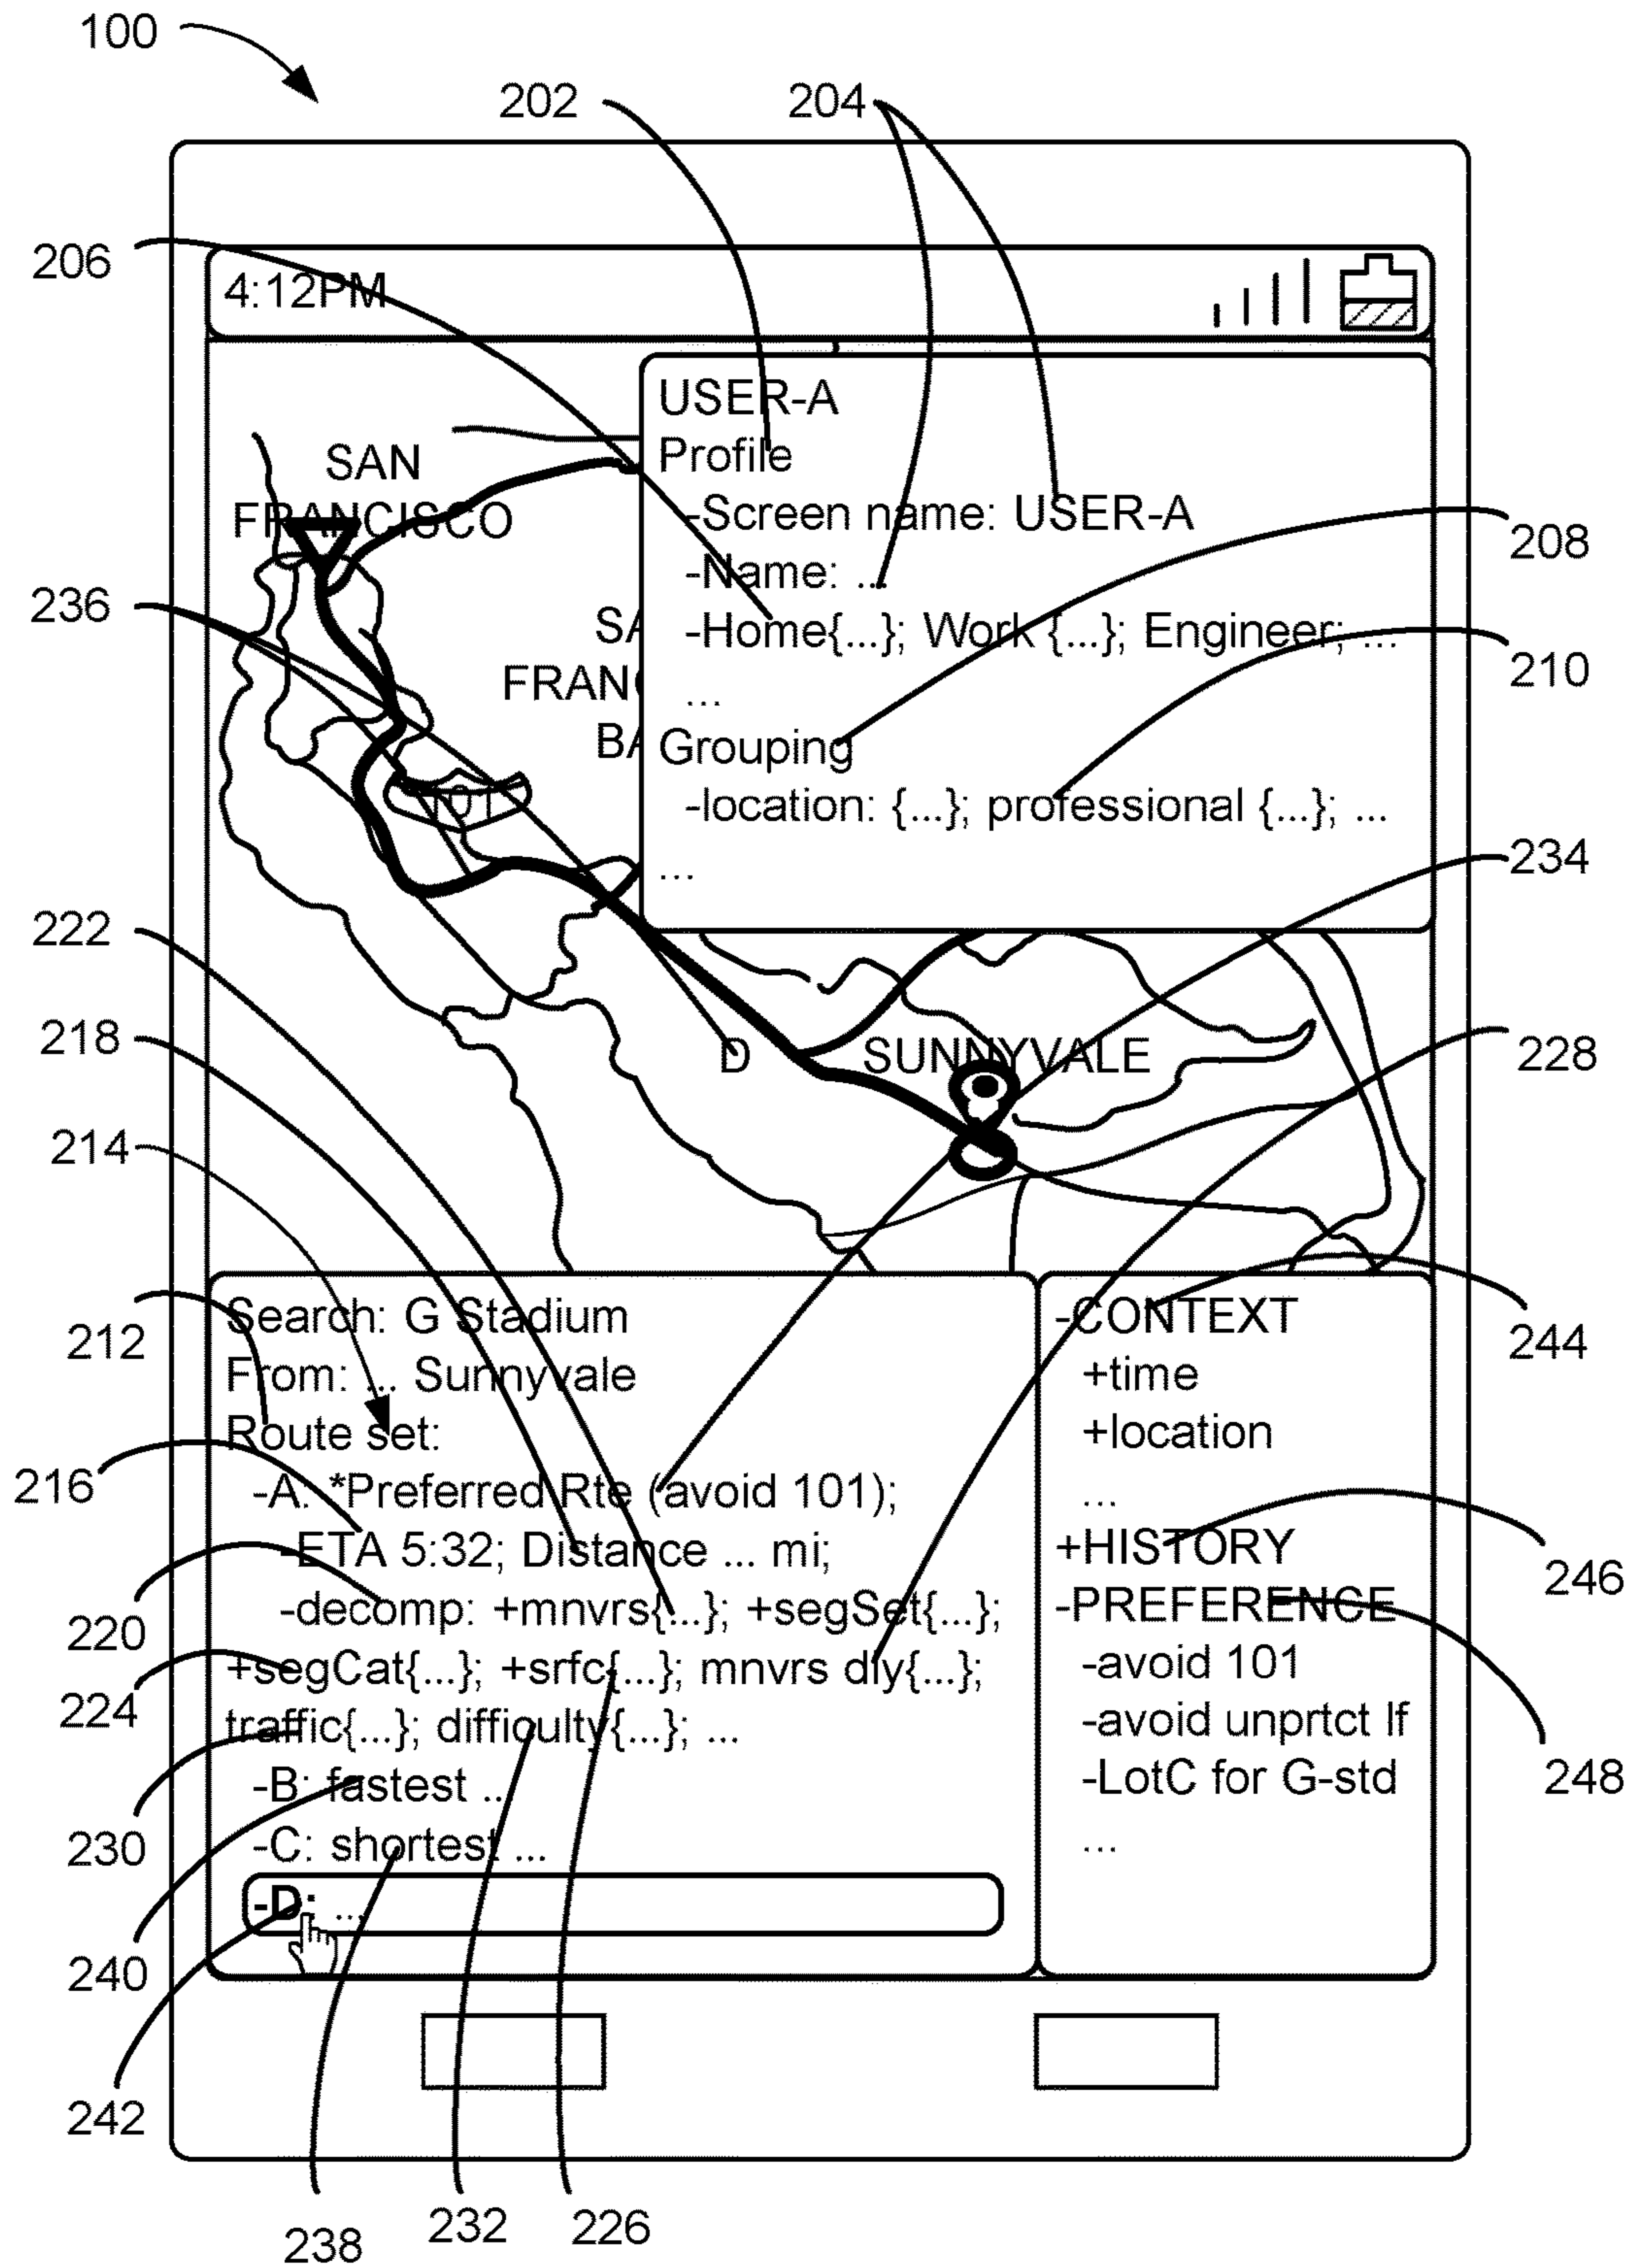 100
202
204
206
4:12PM
USER-A
Profile
-Screen name: USER-A
-Name: ...
-Home{...}; Work {...}; Engineer; ...
...
Grouping
-location: {...}; professional {...}; ...
...
SAN
FRANCISCO
208
236
SA
210
FRAN
BA
101
234
222
218
D
SUNNYVALE
228
214
212
Search: G Stadium
From: ... Sunnyvale
Route set:
-A: *Preferred Rte (avoid 101);
-ETA 5:32; Distance ... mi;
-decomp: +mnvrs{...}; +segSet{...};
+segCat{...}; +srfc{...}; mnvrs dly{...};
traffic{...}; difficulty{...}; ...
-B: fastest ...
-C: shortest ...
-D: ...
-CONTEXT
+time
+location
...
+HISTORY
-PREFERENCE
-avoid 101
-avoid unprtct lf
-LotC for G-std
...
244
216
246
220
224
248
230
240
242
238
232
226